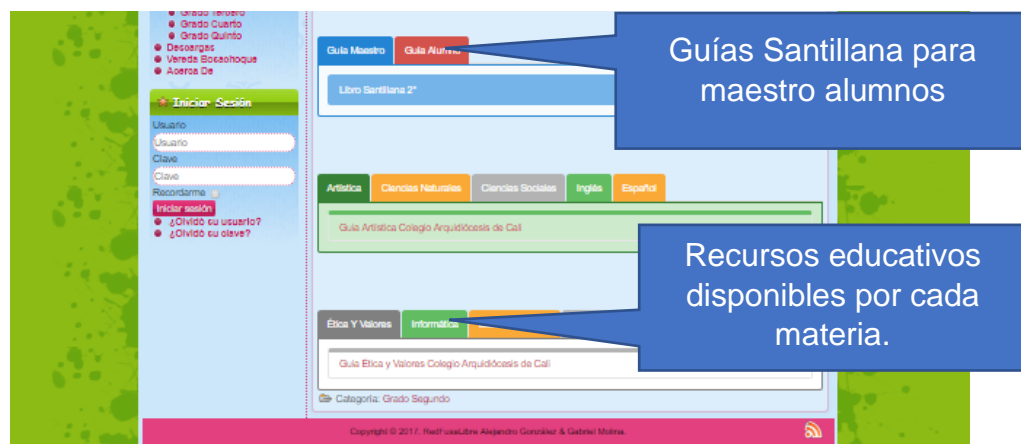 Grado Tercero
Grado Cuarto
Grado Quinto
Descargas
Vereda Bosachoque
Acerca De
Iniciar Sesión
Usuario
Usuario
Clave
Clave
Recordarme
Iniciar sesión
¿Olvidó su usuario?
¿Olvidó su clave?
Guía Maestro Guía Alumno
Libro Santillana 2°
Guías Santillana para
maestro alumnos
Artística Ciencias Naturales Ciencias Sociales Inglés Español
Guia Artística Colegio Arquidiócesis de Cali
Recursos educativos
disponibles por cada
materia.
Ética Y Valores Informática
Guia Ética y Valores Colegio Arquidiócesis de Cali
Categoría: Grado Segundo
Copyright © 2017. RedFusaLibre Alejandro González & Gabriel Molina.